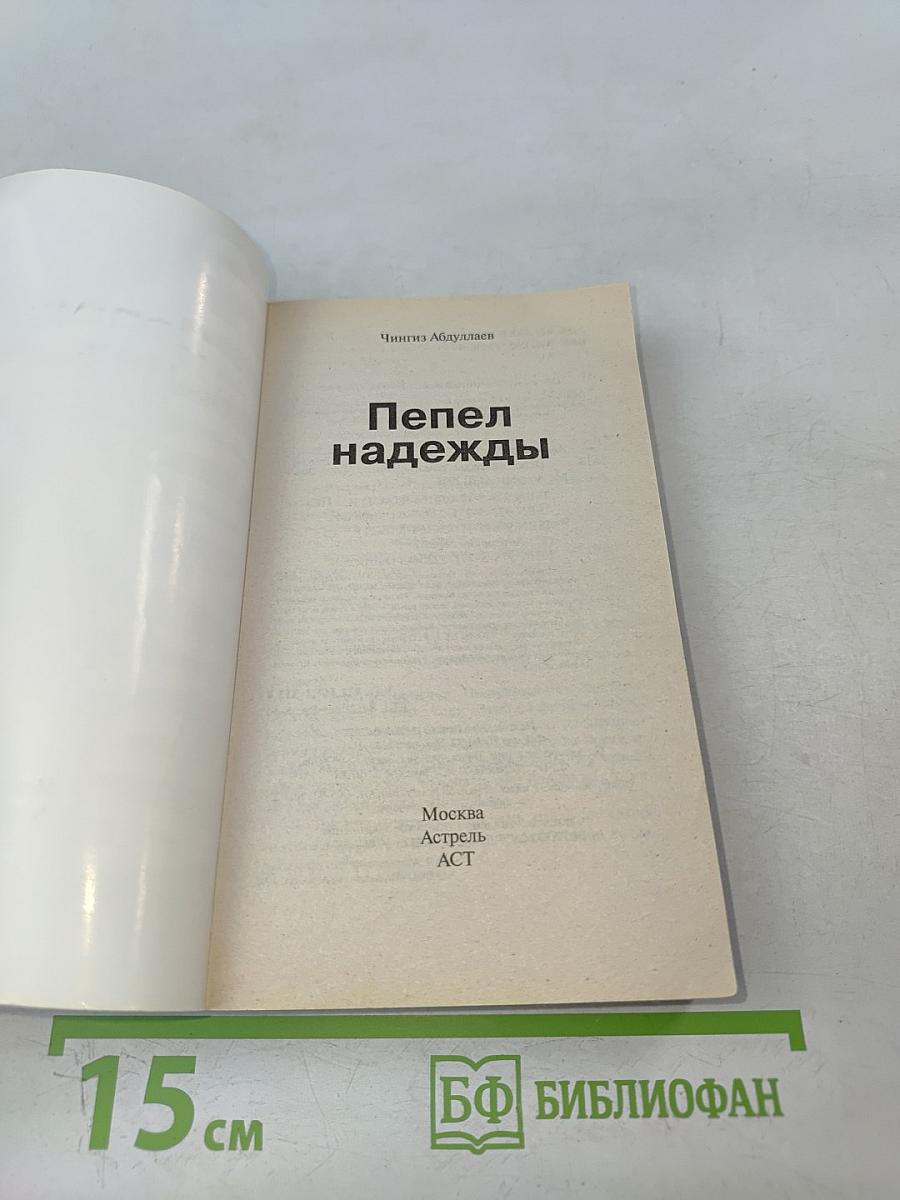 Чингиз Абдуллаев
Пепел
надежды
Москва
Астрель
АСТ
15 см
БФ БИБЛИОФАН